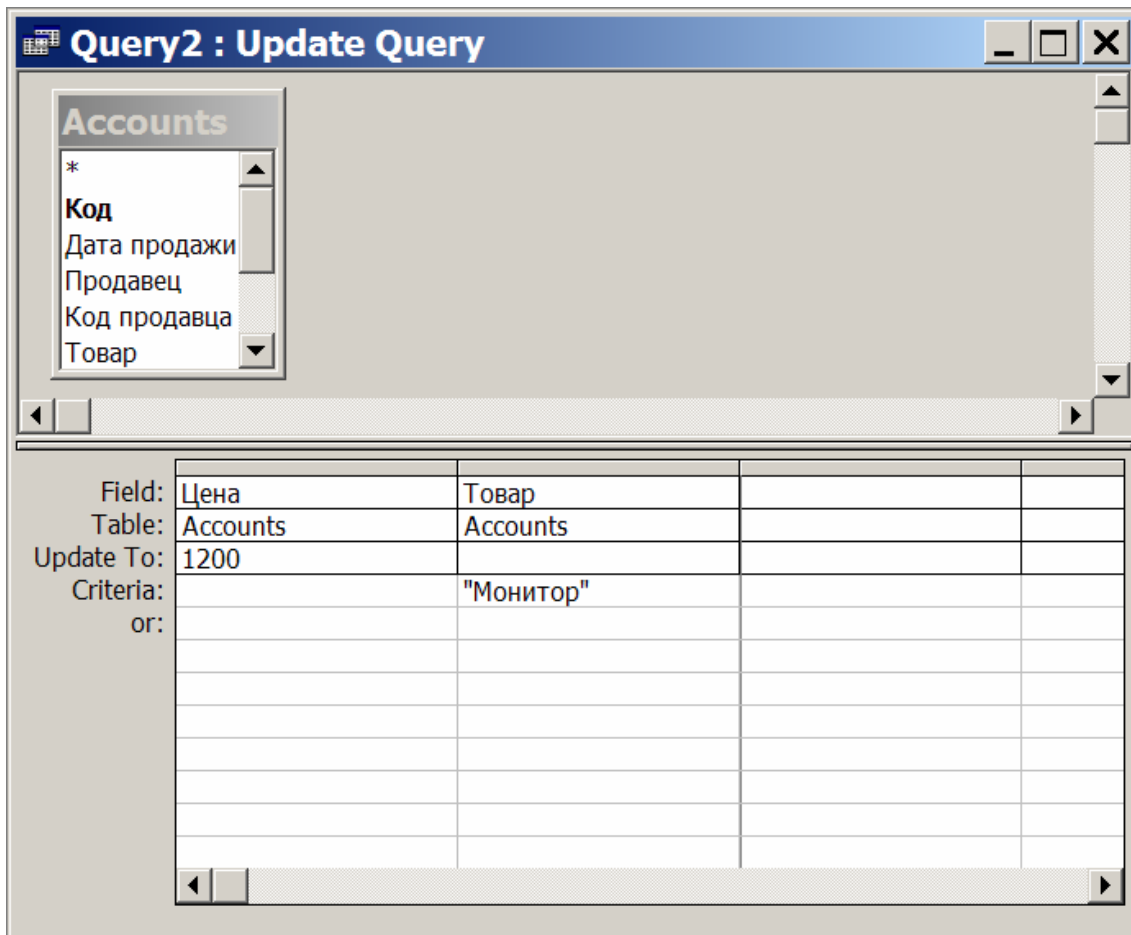 Query2 : Update Query
Accounts
*
Код
Дата продажи
Продавец
Код продавца
Товар
Field: Цена Товар
Table: Accounts Accounts
Update To: 1200
Criteria: "Монитор"
or: